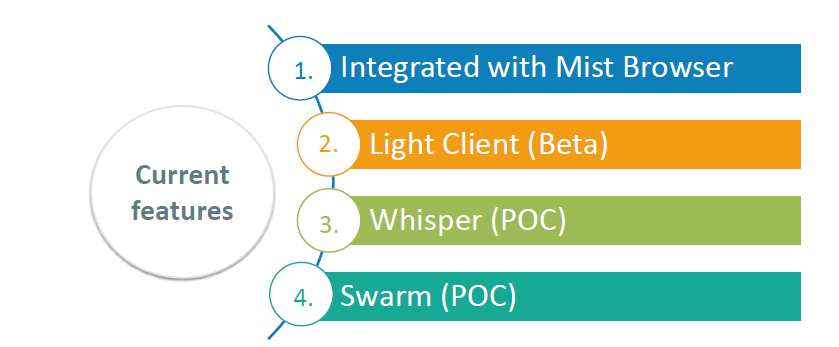 Current
features
1. Integrated with Mist Browser
2. Light Client (Beta)
3. Whisper (POC)
4. Swarm (POC)